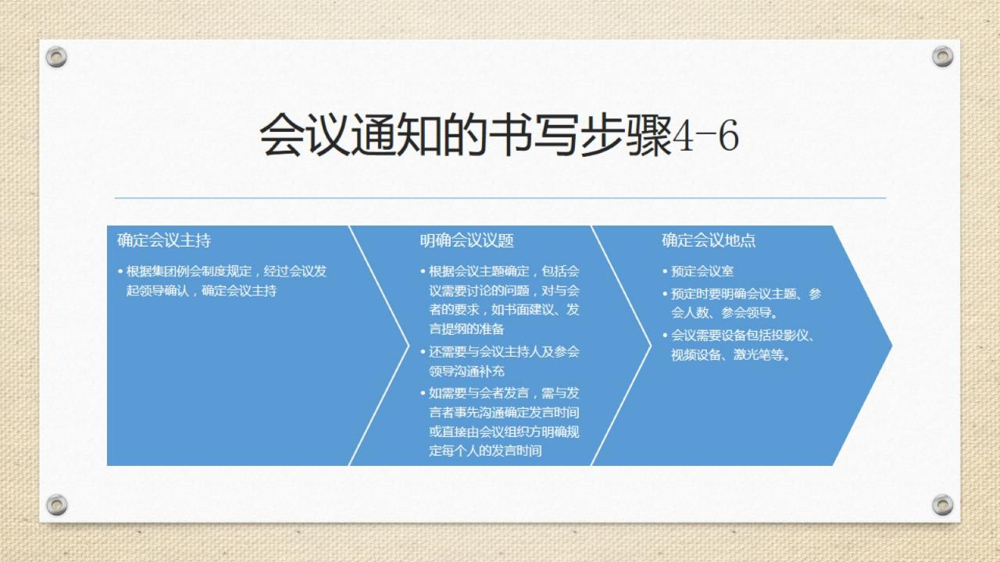 会议通知的书写步骤4-6
确定会议主持
• 根据集团例会制度规定，经过会议发
起领导确认，确定会议主持
明确会议议题
• 根据会议主题确定，包括会
议需要讨论的问题，对与会
者的要求，如书面建议、发
言提纲的准备
• 还需要与会议主持人及参会
领导沟通补充
• 如需要与会者发言，需与发
言者事先沟通确定发言时间
或直接由会议组织方明确规
定每个人的发言时间
确定会议地点
• 预定会议室
• 预定时要明确会议主题、参
会人数、参会领导。
• 会议需要设备包括投影仪、
视频设备、激光笔等。